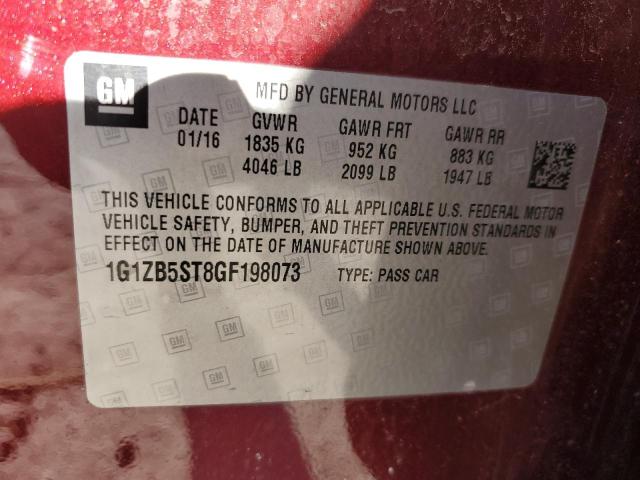 GM
MFD BY GENERAL MOTORS LLC
DATE GVWR GAWR FRT GAWR RR
01/16 1835 KG 952 KG 883 KG
4046 LB 2099 LB 1947 LB
THIS VEHICLE CONFORMS TO ALL APPLICABLE U.S. FEDERAL MOTOR
VEHICLE SAFETY, BUMPER, AND THEFT PREVENTION STANDARDS IN
EFFECT ON THE DATE OF MANUFACTURE SHOWN ABOVE.
1G1ZB5ST8GF198073 TYPE: PASS CAR